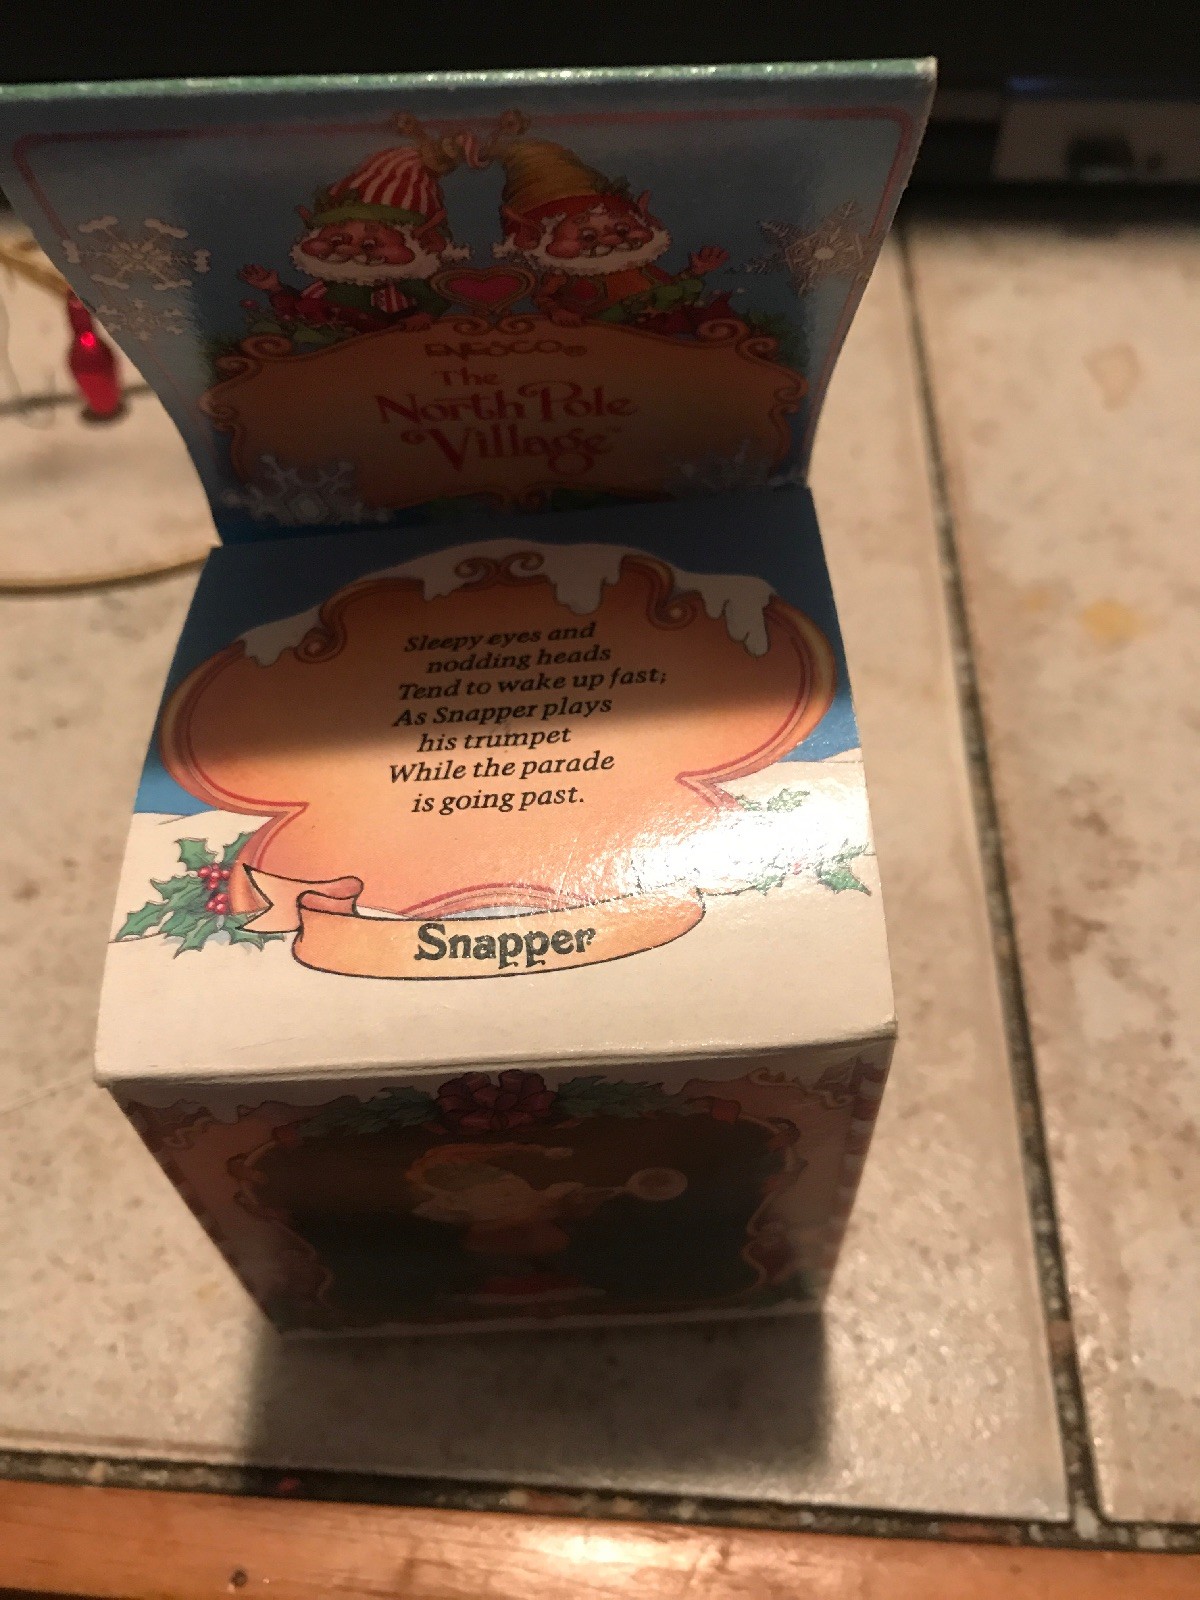 ENESCO®
The
North Pole
Village™
Sleepy eyes and
nodding heads
Tend to wake up fast;
As Snapper plays
his trumpet
While the parade
is going past.
Snapper